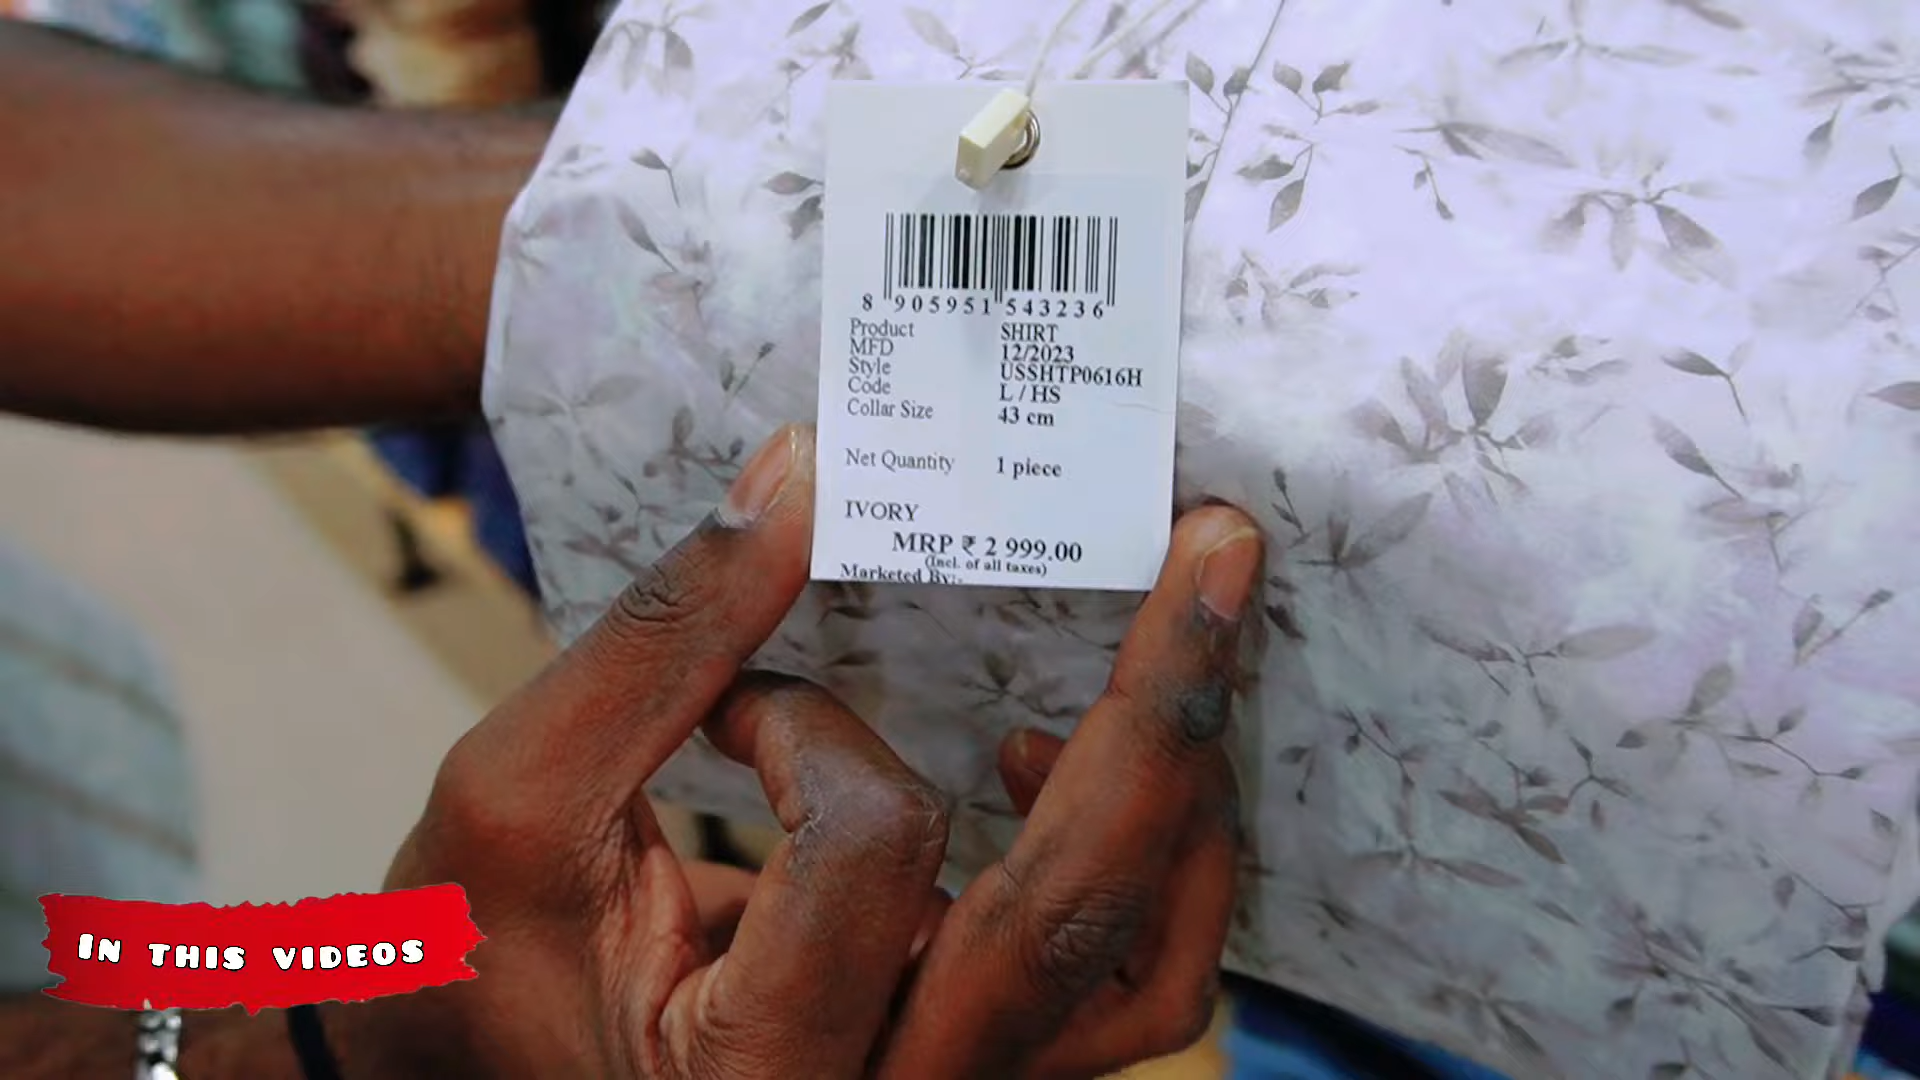 8 905951 543236
Product SHIRT
MFD 12/2023
Style USSHTP0616H
Code L / HS
Collar Size 43 cm
Net Quantity 1 piece
IVORY
MRP ₹ 2 999.00
(Incl. of all taxes)
Marketed By:-
IN THIS VIDEOS